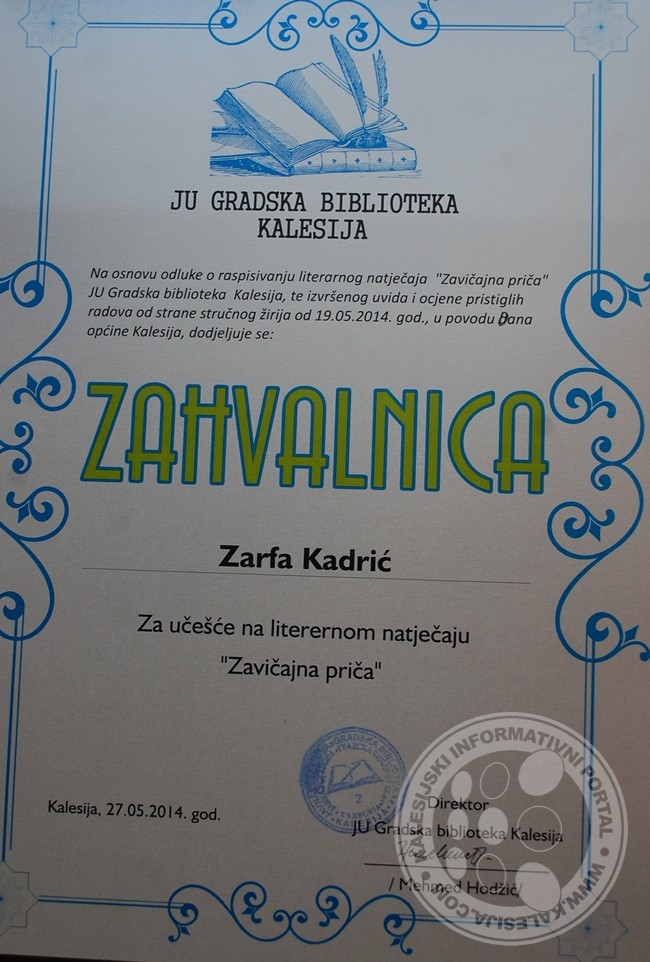 JU GRADSKA BIBLIOTEKA
KALESIJA
Na osnovu odluke o raspisivanju literarnog natječaja "Zavičajna priča"
JU Gradska biblioteka Kalesija, te izvršenog uvida i ocjene pristiglih
radova od strane stručnog žirija od 19.05.2014. god., u povodu Dana
općine Kalesija, dodjeljuje se:
ZAHVALNICA
Zarfa Kadrić
Za učešće na literernom natječaju
"Zavičajna priča"
Kalesija, 27.05.2014. god.
2
Direktor
JU Gradska biblioteka Kalesija
/ Mehmed Hodžić/
KALESIJSKI INFORMATIVNI PORTAL
WWW.KALESIJA.COM